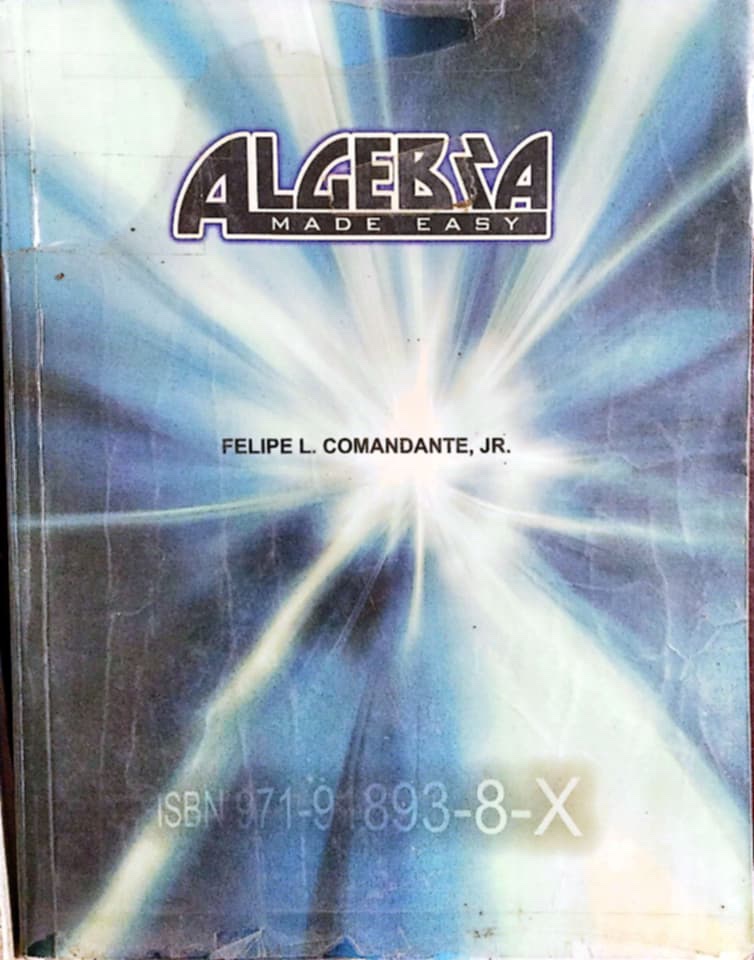 ALGEBRA
MADE EASY
FELIPE L. COMANDANTE, JR.
ISBN 971-91893-8-X